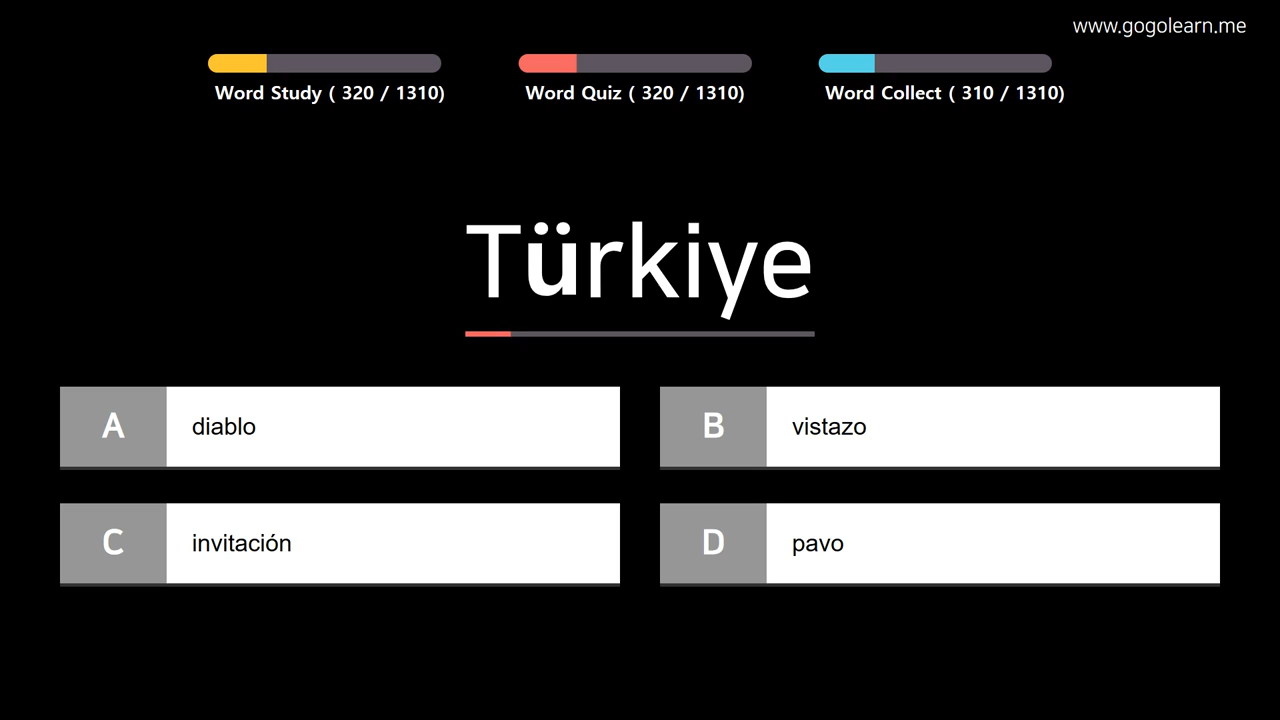 www.gogolearn.me
Word Study ( 320 / 1310)
Word Quiz ( 320 / 1310)
Word Collect ( 310 / 1310)
Türkiye
A
diablo
B
vistazo
C
invitación
D
pavo